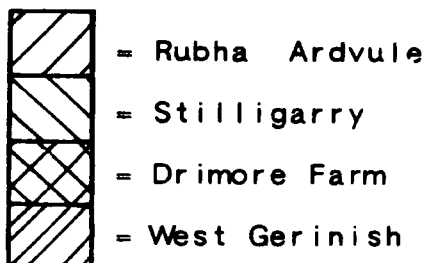 = Rubha Ardvule
= Stilligarry
= Drimore Farm
= West Gerinish